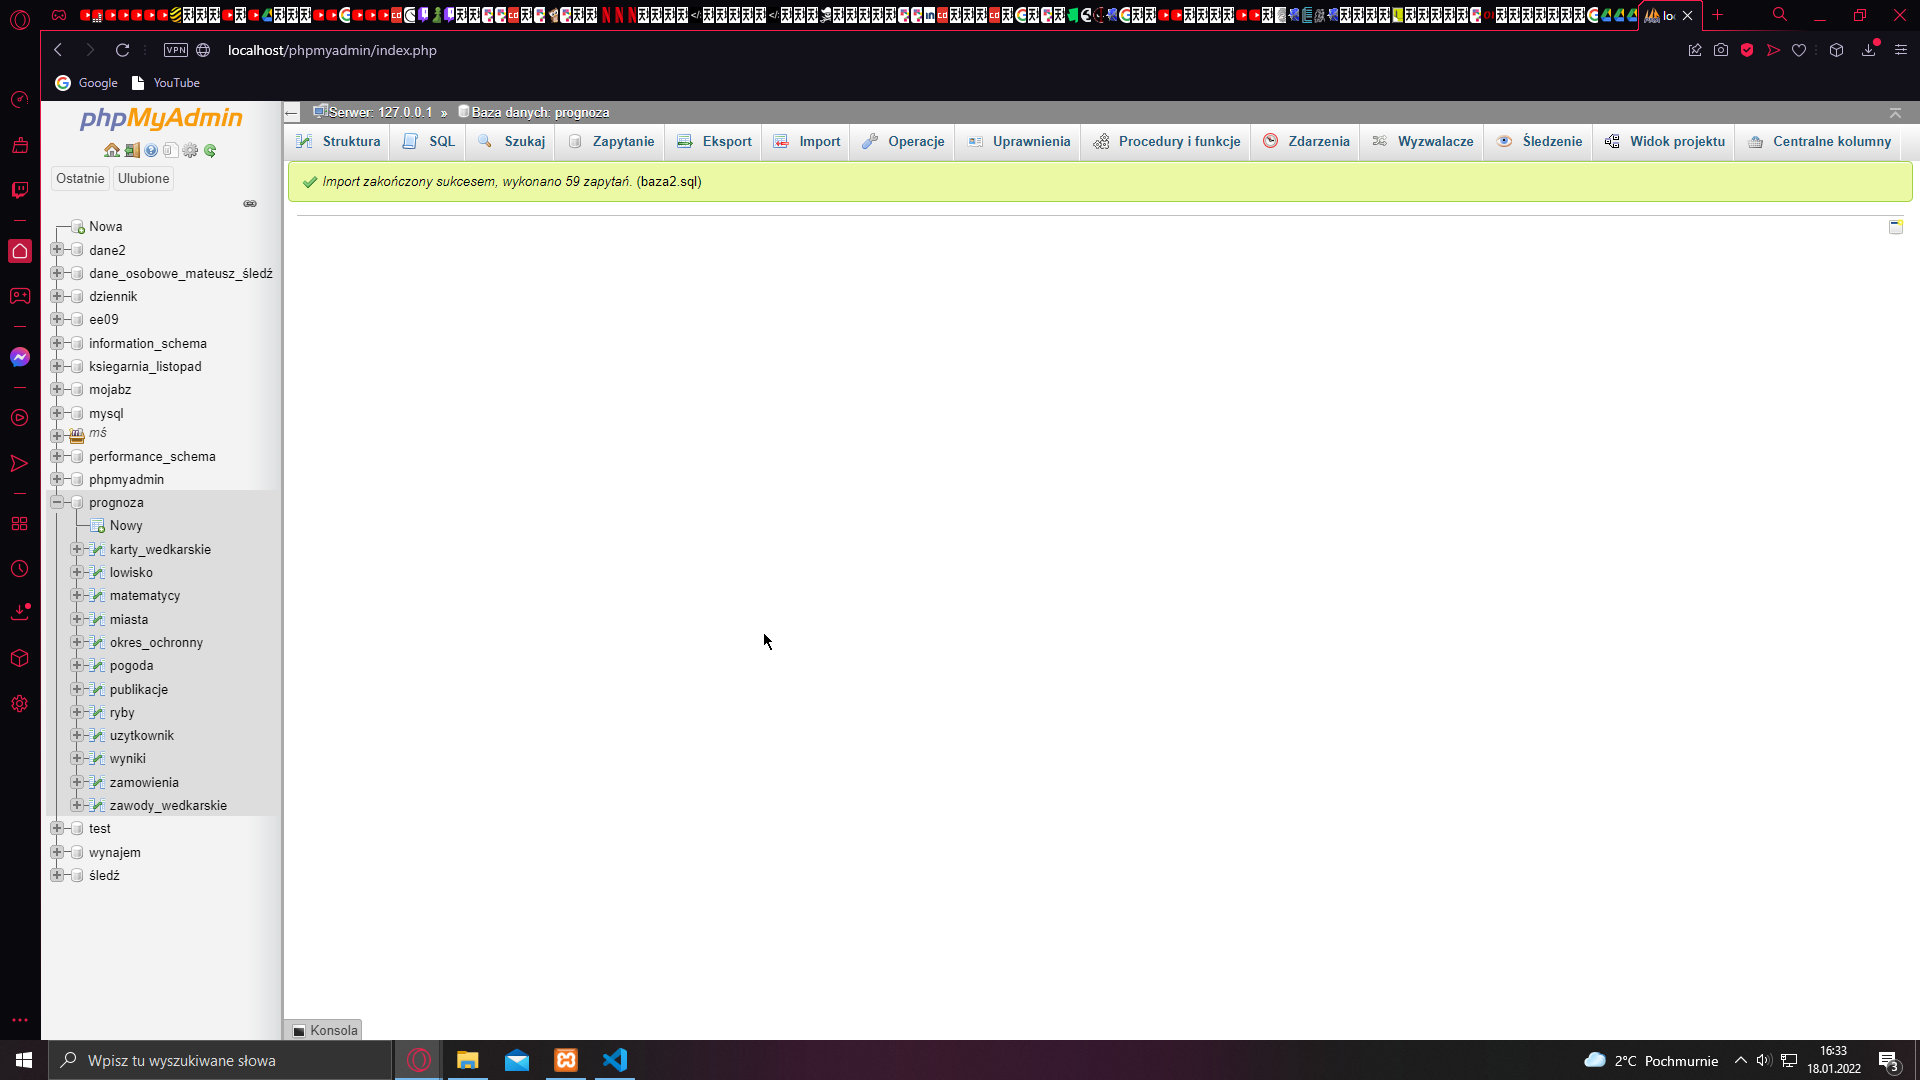 lo
VPN
localhost/phpmyadmin/index.php
Google
YouTube
phpMyAdmin
Ostatnie
Ulubione
Nowa
dane2
dane_osobowe_mateusz_śledź
dziennik
ee09
information_schema
ksiegarnia_listopad
mojabz
mysql
mś
performance_schema
phpmyadmin
prognoza
Nowy
karty_wedkarskie
lowisko
matematycy
miasta
okres_ochronny
pogoda
publikacje
ryby
uzytkownik
wyniki
zamowienia
zawody_wedkarskie
test
wynajem
śledź
Serwer: 127.0.0.1 » Baza danych: prognoza
Struktura
SQL
Szukaj
Zapytanie
Eksport
Import
Operacje
Uprawnienia
Procedury i funkcje
Zdarzenia
Wyzwalacze
Śledzenie
Widok projektu
Centralne kolumny
Import zakończony sukcesem, wykonano 59 zapytań. (baza2.sql)
Konsola
Wpisz tu wyszukiwane słowa
2°C Pochmurnie
16:33
18.01.2022
3